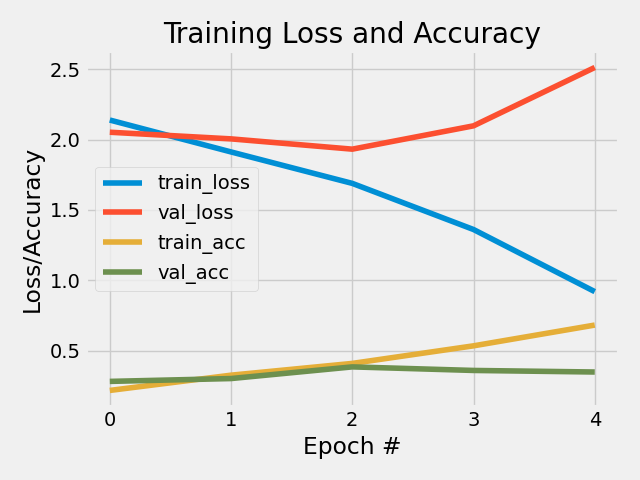 Training Loss and Accuracy
Loss/Accuracy
2.5
2.0
1.5
1.0
0.5
train_loss
val_loss
train_acc
val_acc
0 1 2 3 4
Epoch #